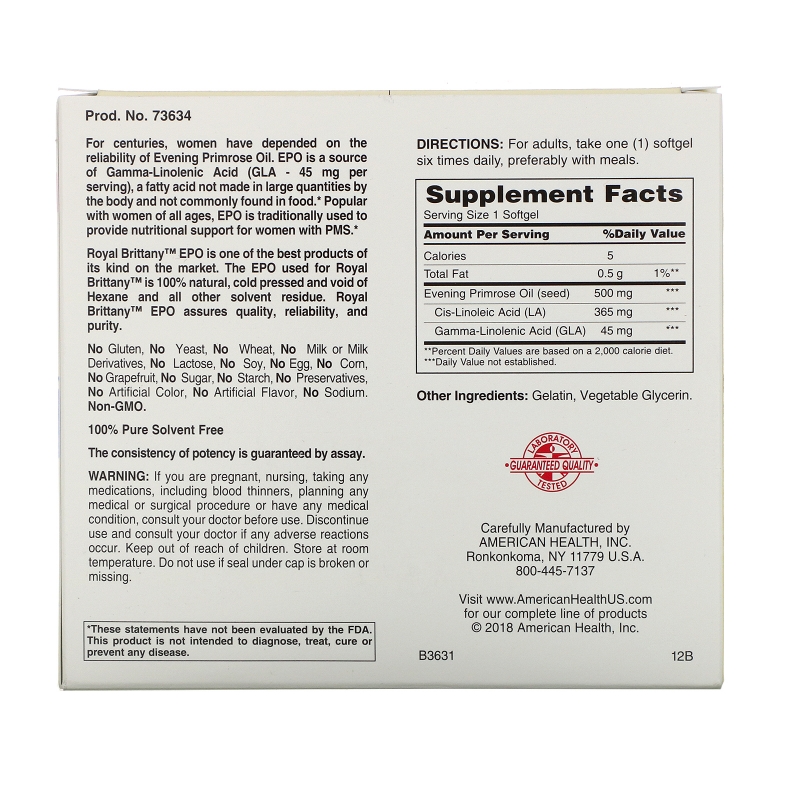 Prod. No. 73634
For centuries, women have depended on the
reliability of Evening Primrose Oil. EPO is a source
of Gamma-Linolenic Acid (GLA - 45 mg per
serving), a fatty acid not made in large quantities by
the body and not commonly found in food.* Popular
with women of all ages, EPO is traditionally used to
provide nutritional support for women with PMS.*
Royal Brittany™ EPO is one of the best products of
its kind on the market. The EPO used for Royal
Brittany™ is 100% natural, cold pressed and void of
Hexane and all other solvent residue. Royal
Brittany™ EPO assures quality, reliability, and
purity.
No Gluten, No Yeast, No Wheat, No Milk or Milk
Derivatives, No Lactose, No Soy, No Egg, No Corn,
No Grapefruit, No Sugar, No Starch, No Preservatives,
No Artificial Color, No Artificial Flavor, No Sodium.
Non-GMO.
100% Pure Solvent Free
The consistency of potency is guaranteed by assay.
WARNING: If you are pregnant, nursing, taking any
medications, including blood thinners, planning any
medical or surgical procedure or have any medical
condition, consult your doctor before use. Discontinue
use and consult your doctor if any adverse reactions
occur. Keep out of reach of children. Store at room
temperature. Do not use if seal under cap is broken or
missing.
*These statements have not been evaluated by the FDA.
This product is not intended to diagnose, treat, cure or
prevent any disease.
DIRECTIONS: For adults, take one (1) softgel
six times daily, preferably with meals.
Supplement Facts
Serving Size 1 Softgel
Amount Per Serving %Daily Value
Calories 5
Total Fat 0.5 g 1%**
Evening Primrose Oil (seed) 500 mg ***
Cis-Linoleic Acid (LA) 365 mg ***
Gamma-Linolenic Acid (GLA) 45 mg ***
**Percent Daily Values are based on a 2,000 calorie diet.
***Daily Value not established.
Other Ingredients: Gelatin, Vegetable Glycerin.
LABORATORY
•GUARANTEED QUALITY•
TESTED
Carefully Manufactured by
AMERICAN HEALTH, INC.
Ronkonkoma, NY 11779 U.S.A.
800-445-7137
Visit www.AmericanHealthUS.com
for our complete line of products
© 2018 American Health, Inc.
B3631 12B